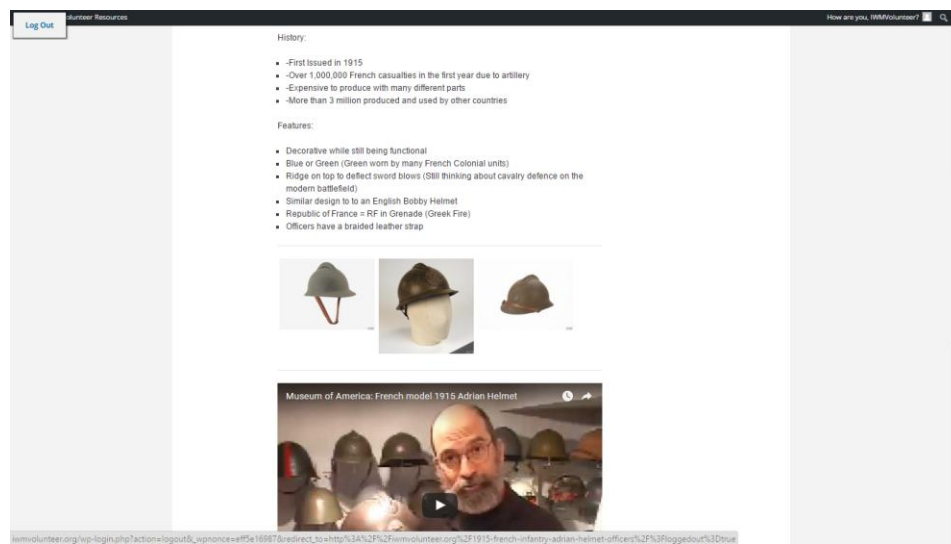 Log Out
olunteer Resources
How are you, IWMVolunteer?
History:
-First Issued in 1915
-Over 1,000,000 French casualties in the first year due to artillery
-Expensive to produce with many different parts
-More than 3 million produced and used by other countries
Features:
Decorative while still being functional
Blue or Green (Green worn by many French Colonial units)
Ridge on top to deflect sword blows (Still thinking about cavalry defence on the
modern battlefield)
Similar design to to an English Bobby Helmet
Republic of France = RF in Grenade (Greek Fire)
Officers have a braided leather strap
Museum of America: French model 1915 Adrian Helmet
iwmvolunteer.org/wp-login.php?action=logout&_wpnonce=eff5e16987&redirect_to=http%3A%2F%2Fiwmvolunteer.org%2F1915-french-infantry-adrian-helmet-officers%2F%3Floggedout%3Dtrue